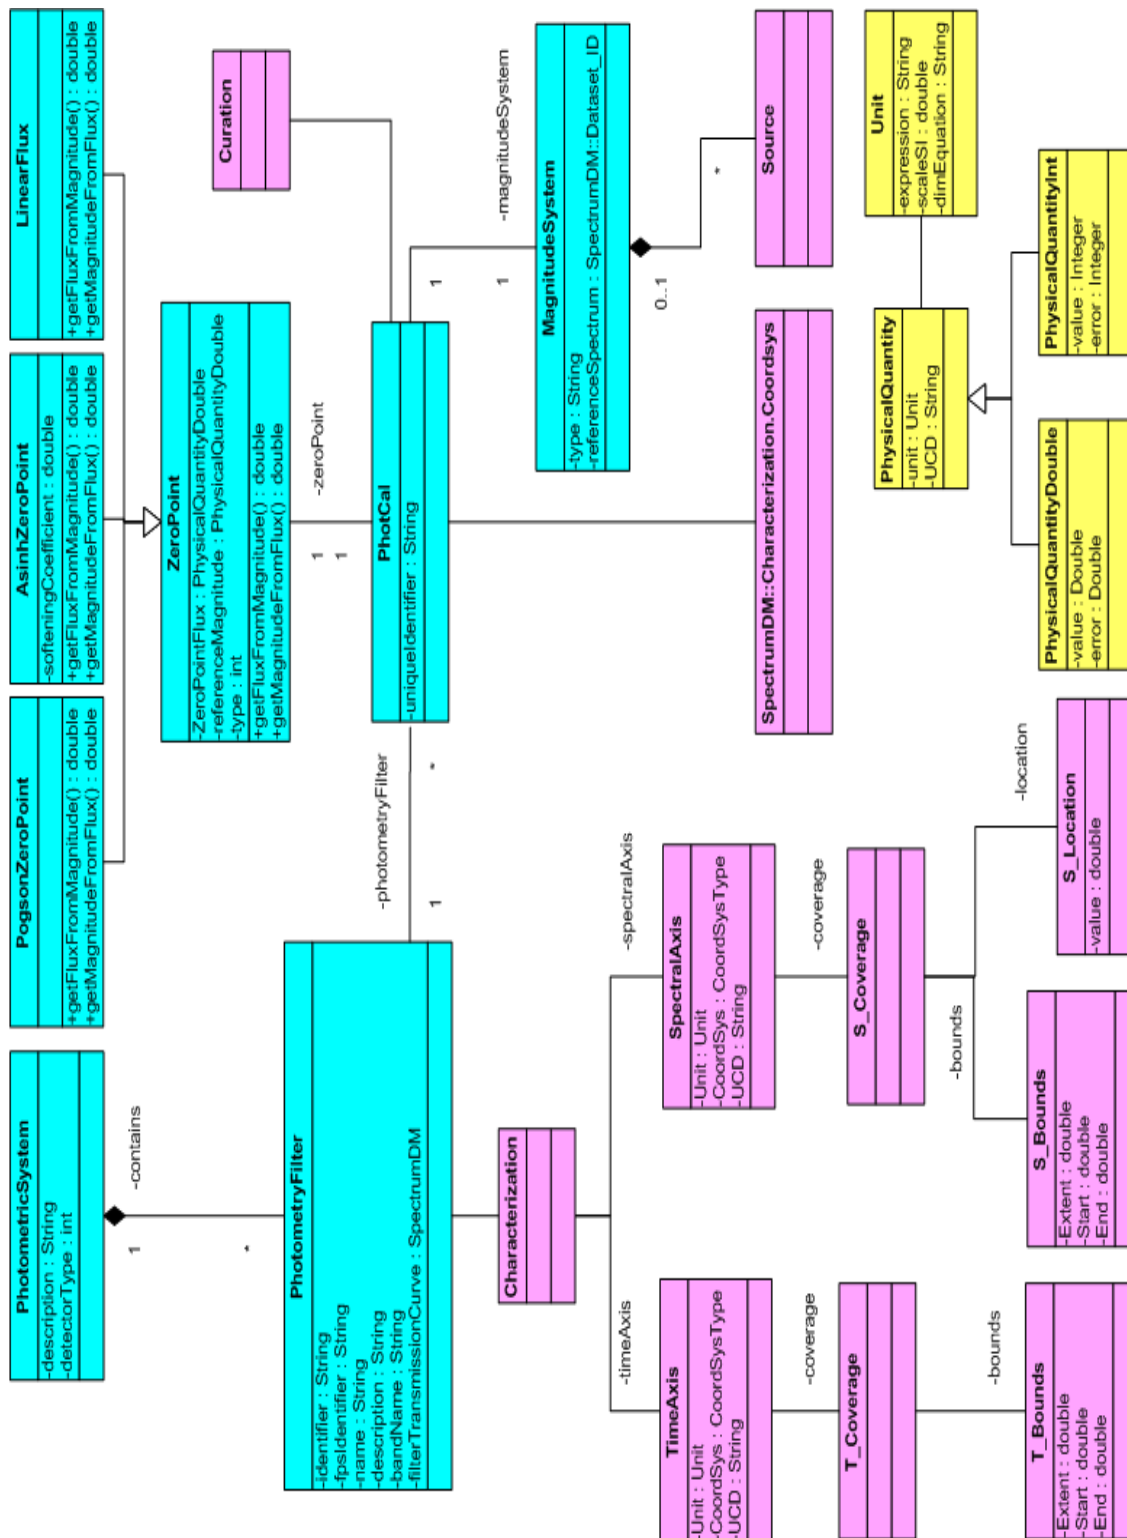 PhotometricSystem
-description : String
-detectorType : int
PogsonZeroPoint
+getFluxFromMagnitude() : double
+getMagnitudeFromFlux() : double
AsinhZeroPoint
-softeningCoefficient : double
+getFluxFromMagnitude() : double
+getMagnitudeFromFlux() : double
LinearFlux
+getFluxFromMagnitude() : double
+getMagnitudeFromFlux() : double
-contains
1
*
ZeroPoint
-ZeroPointFlux : PhysicalQuantityDouble
-referenceMagnitude : PhysicalQuantityDouble
-type : int
+getFluxFromMagnitude() : double
+getMagnitudeFromFlux() : double
Curation
-zeroPoint
1
1
PhotometryFilter
-identifier : String
-fpsIdentifier : String
-name : String
-description : String
-bandName : String
-filterTransmissionCurve : SpectrumDM
-photometryFilter
1
*
PhotCal
-uniqueIdentifier : String
1
-magnitudeSystem
1
MagnitudeSystem
-type : String
-referenceSpectrum : SpectrumDM::Dataset_ID
0..1
*
Characterization
-timeAxis
-spectralAxis
TimeAxis
-Unit : Unit
-CoordSys : CoordSysType
-UCD : String
SpectralAxis
-Unit : Unit
-CoordSys : CoordSysType
-UCD : String
SpectrumDM::Characterization.Coordsys
Source
-coverage
-coverage
T_Coverage
S_Coverage
-bounds
-bounds
-location
T_Bounds
-Extent : double
-Start : double
-End : double
S_Bounds
-Extent : double
-Start : double
-End : double
S_Location
-value : double
PhysicalQuantity
-unit : Unit
-UCD : String
Unit
-expression : String
-scaleSI : double
-dimEquation : String
PhysicalQuantityDouble
-value : Double
-error : Double
PhysicalQuantityInt
-value : Integer
-error : Integer